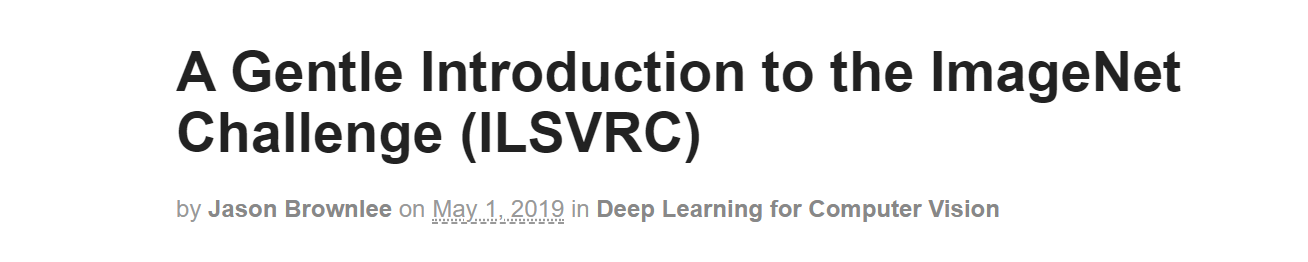 A Gentle Introduction to the ImageNet
Challenge (ILSVRC)
by Jason Brownlee on May 1, 2019 in Deep Learning for Computer Vision